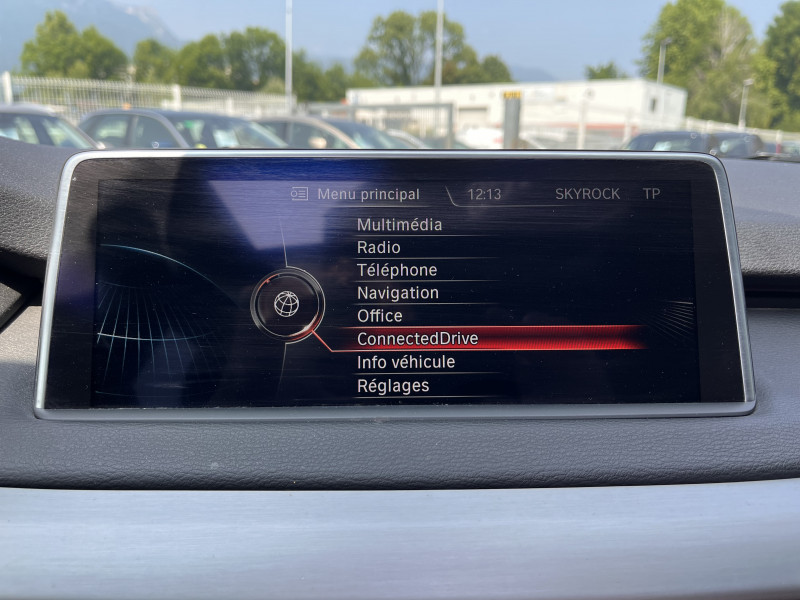 Menu principal 12:13 SKYROCK TP
Multimédia
Radio
Téléphone
Navigation
Office
ConnectedDrive
Info véhicule
Réglages